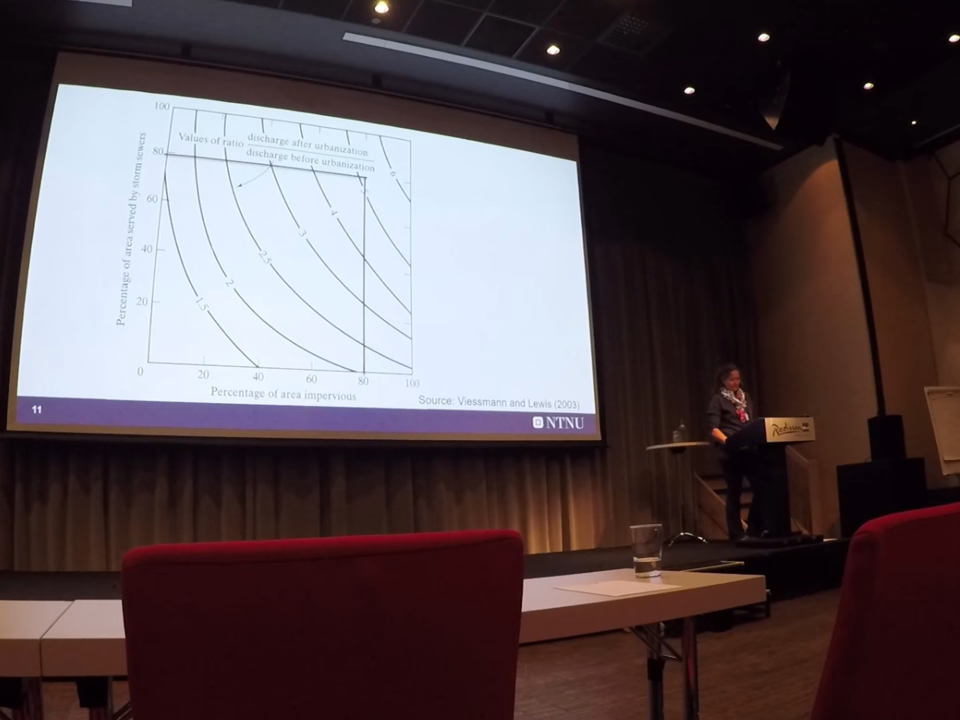 100
Values of ratio discharge after urbanization
discharge before urbanization
80
60
40
20
0
Percentage of area served by storm sewers
6
4
3
2.5
2
1.5
20 40 60 80 100
Percentage of area impervious
Source: Viessmann and Lewis (2003)
11
NTNU
Radisson